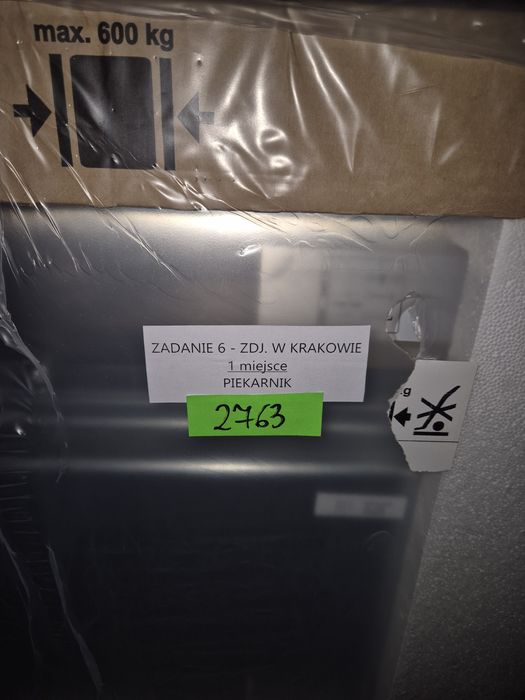 max. 600 kg
ZADANIE 6 - ZDJ. W KRAKOWIE
1 miejsce
PIEKARNIK
2763